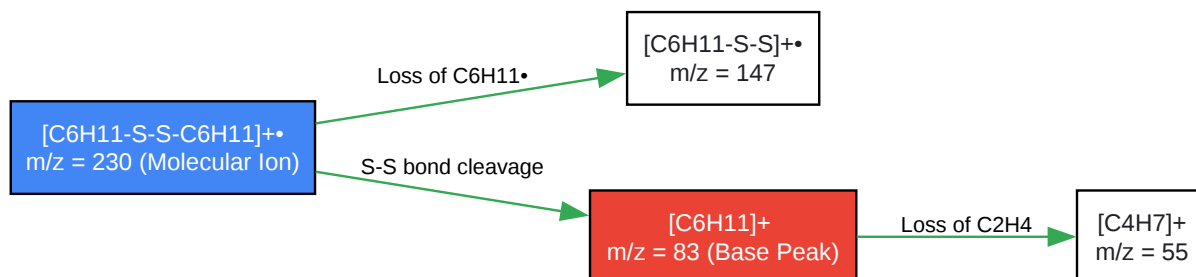 [C6H11-S-S]+•
m/z = 147
Loss of C6H11•
[C6H11-S-S-C6H11]+•
m/z = 230 (Molecular Ion)
S-S bond cleavage
[C6H11]+
m/z = 83 (Base Peak)
Loss of C2H4
[C4H7]+
m/z = 55